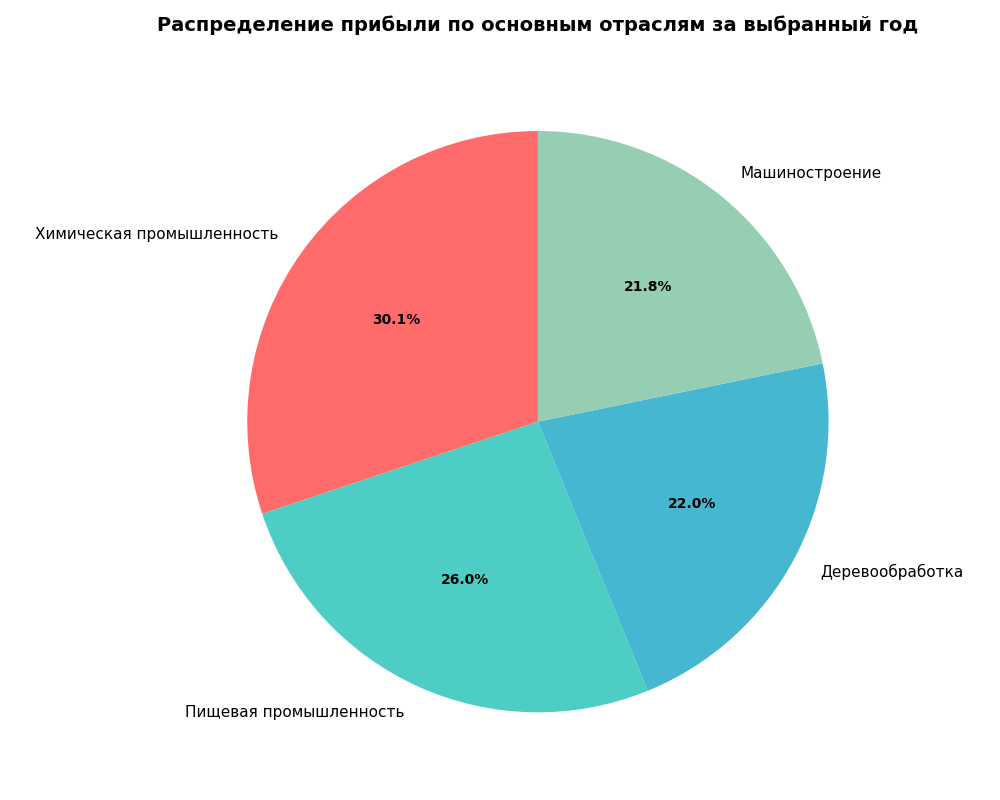 Распределение прибыли по основным отраслям за выбранный год
Машиностроение
Химическая промышленность
21.8%
30.1%
22.0%
Деревообработка
26.0%
Пищевая промышленность